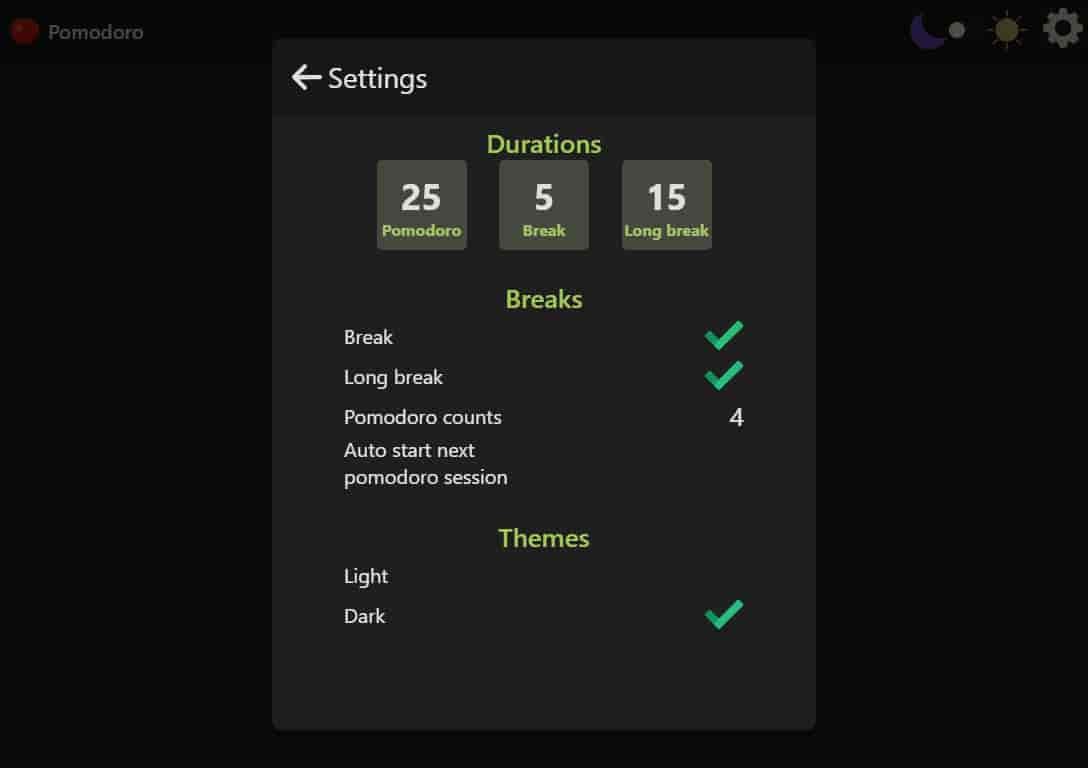 Pomodoro
Settings
Durations
25 5 15
Pomodoro Break Long break
Breaks
Break
Long break
Pomodoro counts 4
Auto start next
pomodoro session
Themes
Light
Dark